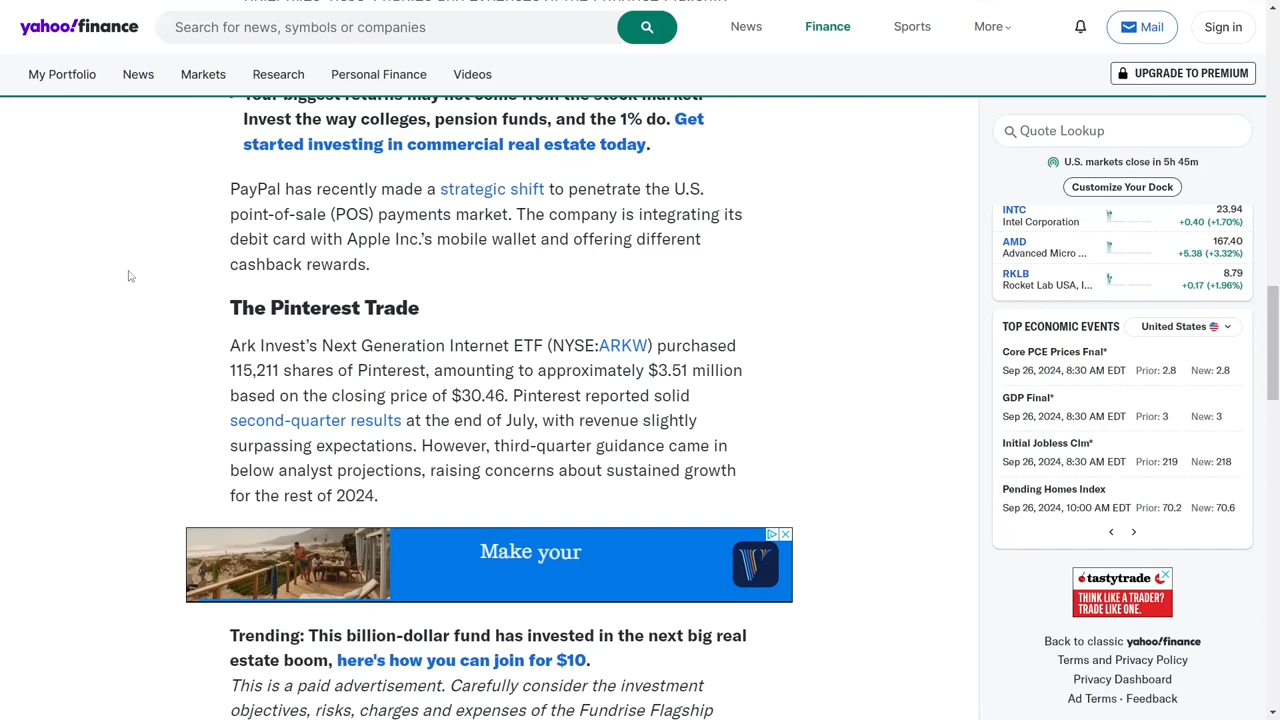 yahoo!finance
Search for news, symbols or companies
News
Finance
Sports
More
Mail
Sign in
My Portfolio
News
Markets
Research
Personal Finance
Videos
UPGRADE TO PREMIUM
Your biggest returns may not come from the stock market.
Invest the way colleges, pension funds, and the 1% do. Get
started investing in commercial real estate today.
PayPal has recently made a strategic shift to penetrate the U.S.
point-of-sale (POS) payments market. The company is integrating its
debit card with Apple Inc.’s mobile wallet and offering different
cashback rewards.
The Pinterest Trade
Ark Invest’s Next Generation Internet ETF (NYSE:ARKW) purchased
115,211 shares of Pinterest, amounting to approximately $3.51 million
based on the closing price of $30.46. Pinterest reported solid
second-quarter results at the end of July, with revenue slightly
surpassing expectations. However, third-quarter guidance came in
below analyst projections, raising concerns about sustained growth
for the rest of 2024.
Make your
Trending: This billion-dollar fund has invested in the next big real
estate boom, here's how you can join for $10.
This is a paid advertisement. Carefully consider the investment
objectives, risks, charges and expenses of the Fundrise Flagship
Quote Lookup
U.S. markets close in 5h 45m
Customize Your Dock
INTC 23.94
Intel Corporation +0.40 (+1.70%)
AMD 167.40
Advanced Micro ... +5.38 (+3.32%)
RKLB 8.79
Rocket Lab USA, I... +0.17 (+1.96%)
TOP ECONOMIC EVENTS United States
Core PCE Prices Fnal*
Sep 26, 2024, 8:30 AM EDT Prior: 2.8 New: 2.8
GDP Final*
Sep 26, 2024, 8:30 AM EDT Prior: 3 New: 3
Initial Jobless Clm*
Sep 26, 2024, 8:30 AM EDT Prior: 219 New: 218
Pending Homes Index
Sep 26, 2024, 10:00 AM EDT Prior: 70.2 New: 70.6
tastytrade
THINK LIKE A TRADER?
TRADE LIKE ONE.
Back to classic yahoo!finance
Terms and Privacy Policy
Privacy Dashboard
Ad Terms · Feedback